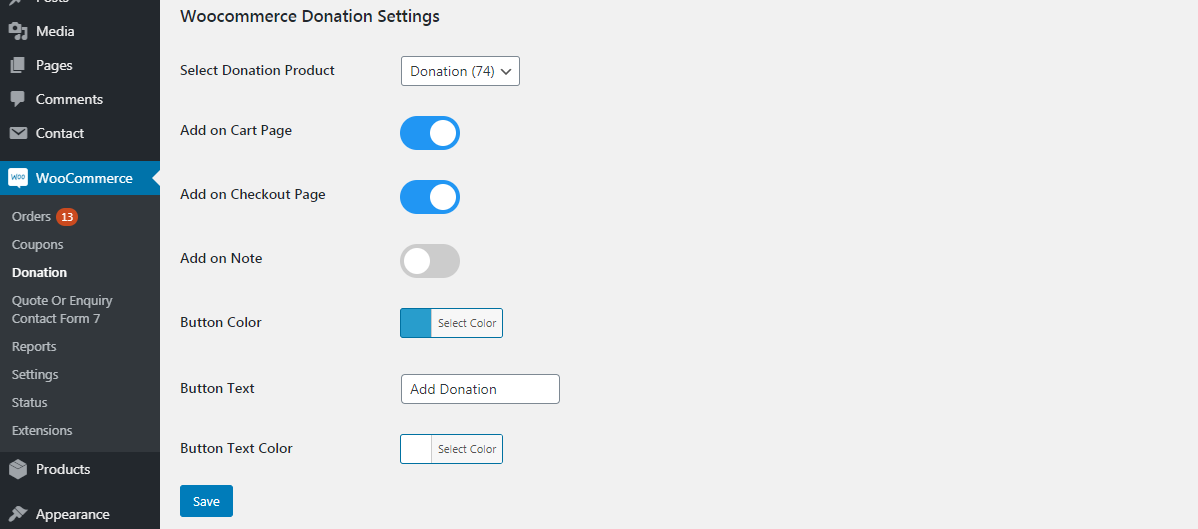 Posts
Media
Pages
Comments
Contact
WOO WooCommerce
Orders 13
Coupons
Donation
Quote Or Enquiry
Contact Form 7
Reports
Settings
Status
Extensions
Products
Appearance
Woocommerce Donation Settings
Select Donation Product Donation (74)
Add on Cart Page
Add on Checkout Page
Add on Note
Button Color Select Color
Button Text Add Donation
Button Text Color Select Color
Save